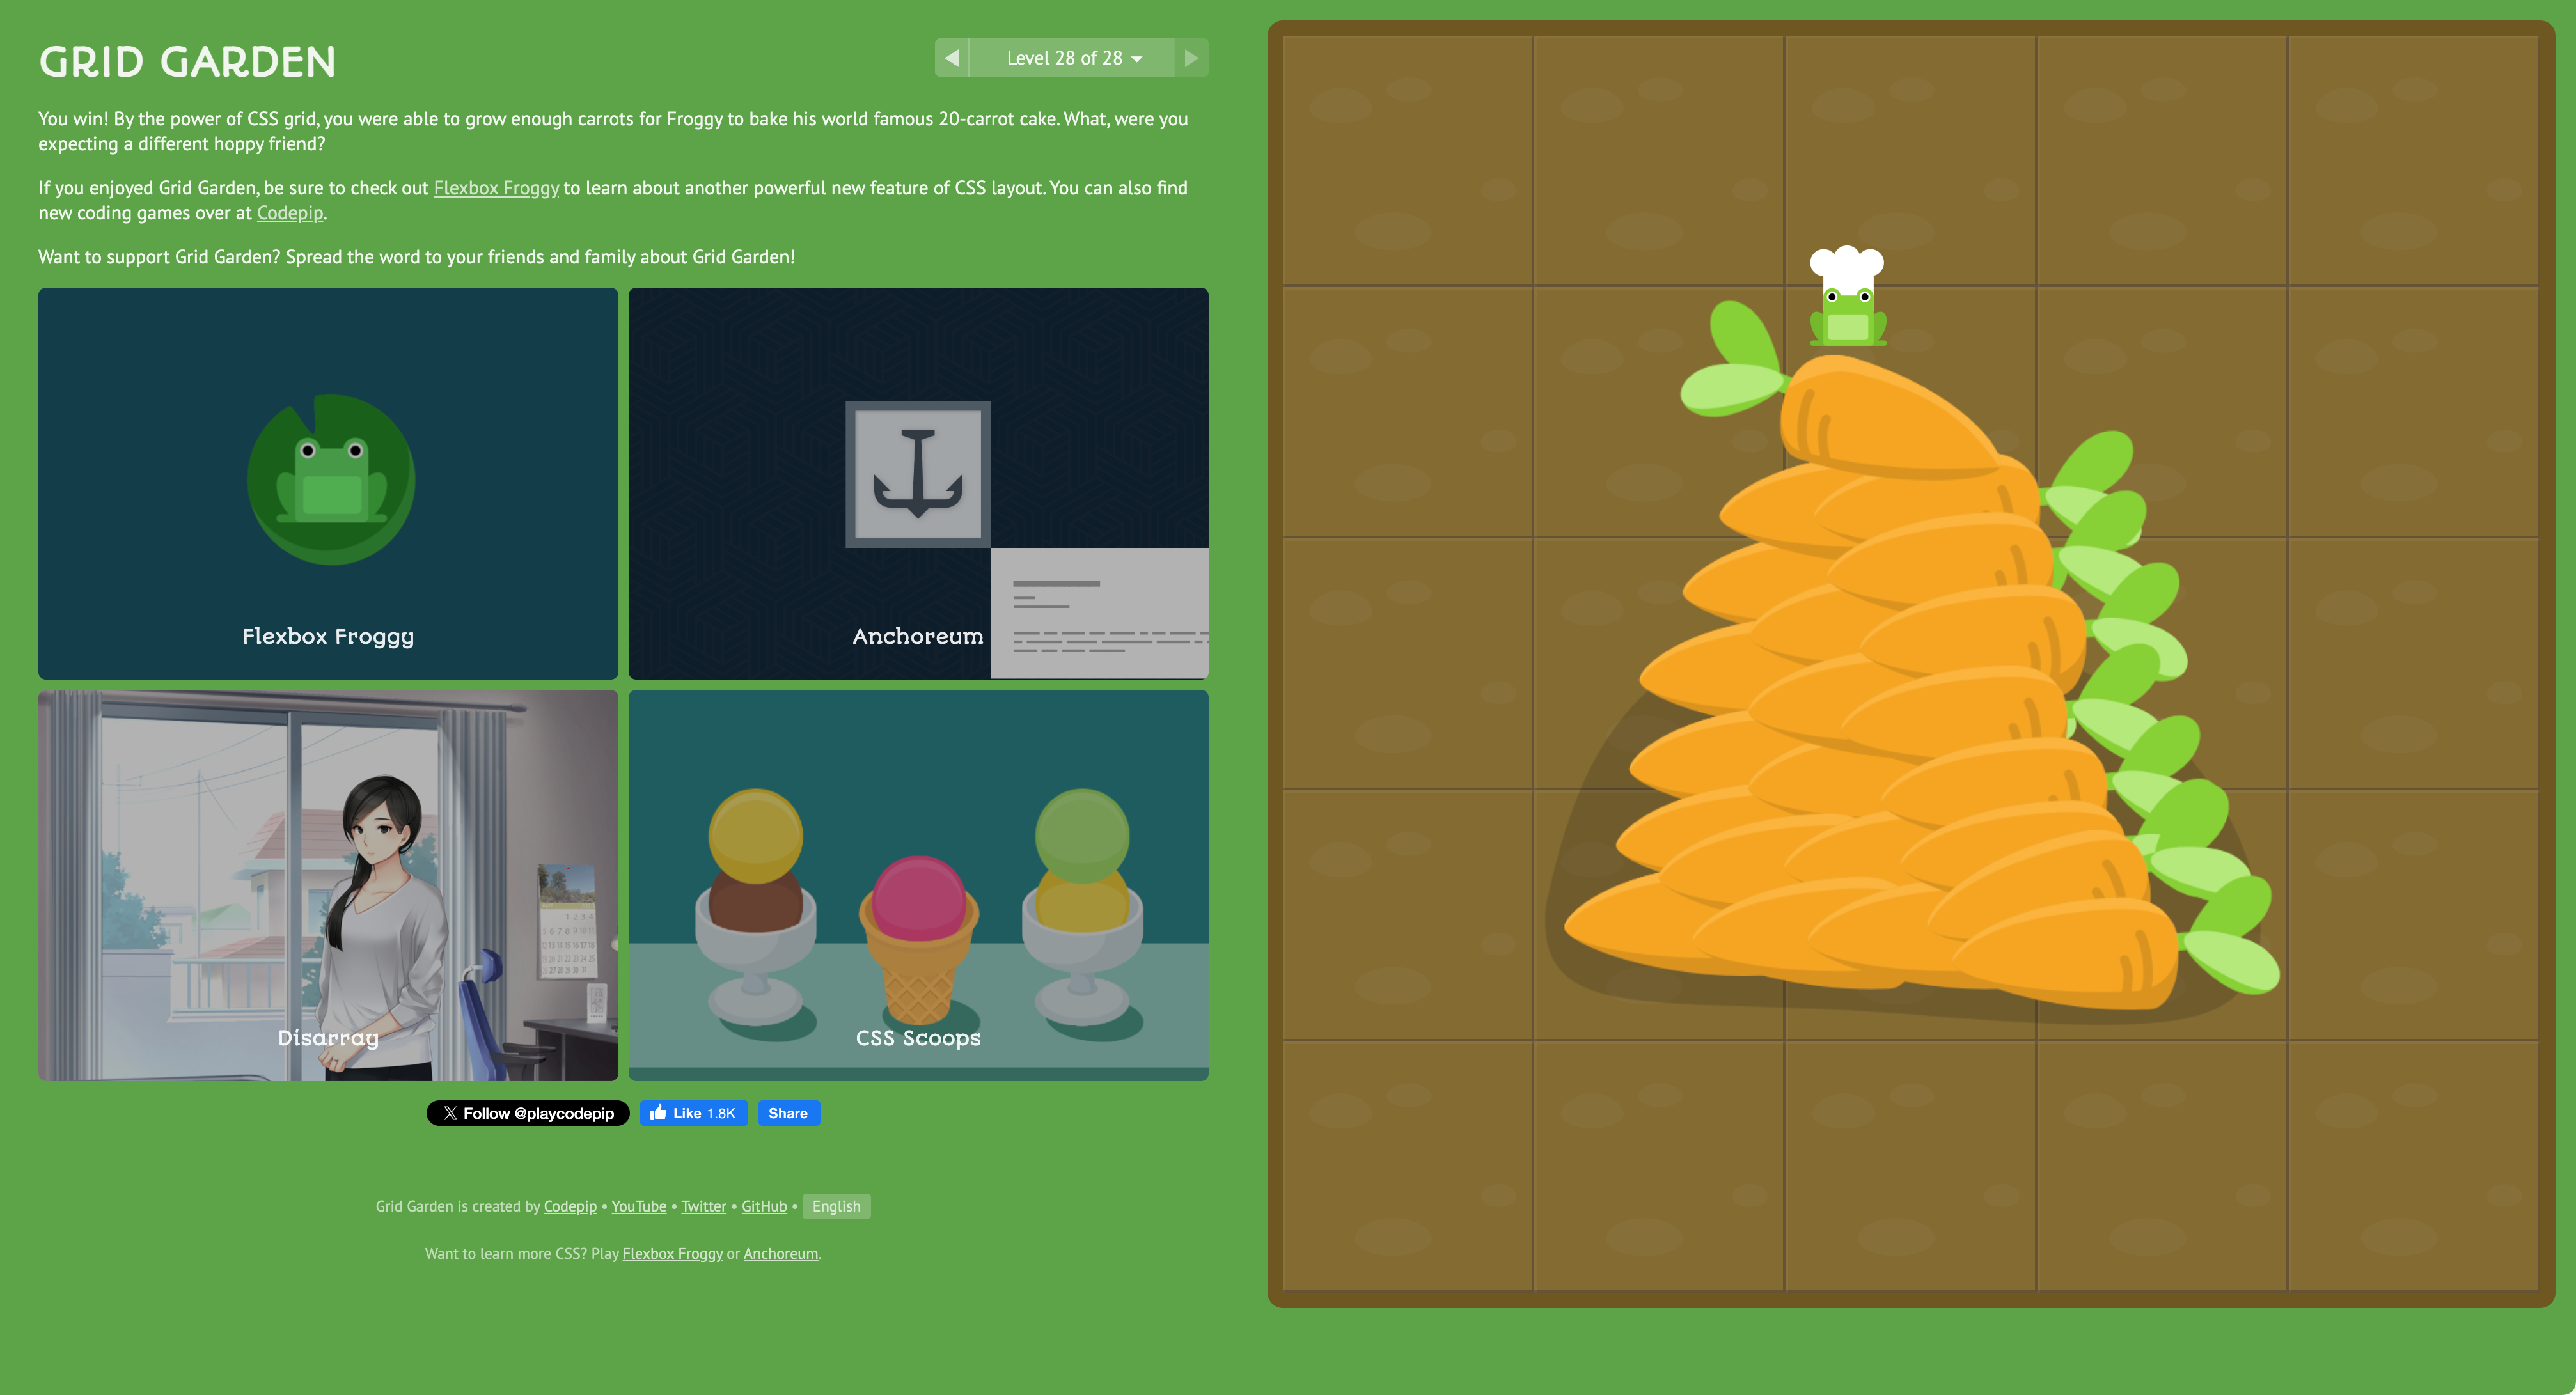 GRID GARDEN
Level 28 of 28
You win! By the power of CSS grid, you were able to grow enough carrots for Froggy to bake his world famous 20-carrot cake. What, were you
expecting a different hoppy friend?
If you enjoyed Grid Garden, be sure to check out Flexbox Froggy to learn about another powerful new feature of CSS layout. You can also find
new coding games over at Codepip.
Want to support Grid Garden? Spread the word to your friends and family about Grid Garden!
Flexbox Froggy
Anchoreum
Disarray
CSS Scoops
Follow @playcodepip
Like 1.8K
Share
Grid Garden is created by Codepip • YouTube • Twitter • GitHub • English
Want to learn more CSS? Play Flexbox Froggy or Anchoreum.